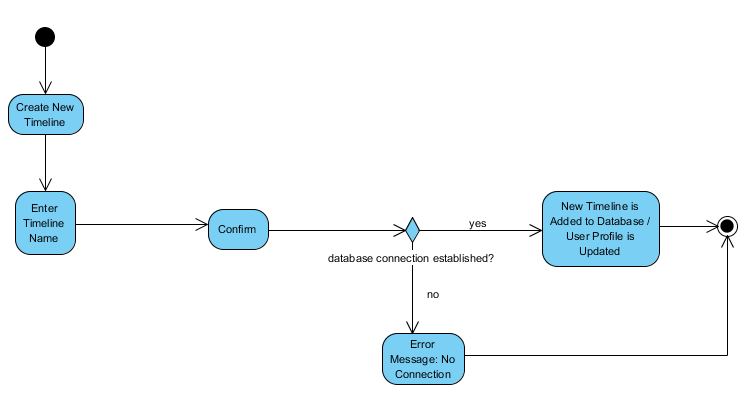 Create New
Timeline
Enter
Timeline
Name
Confirm
database connection established?
yes
no
New Timeline is
Added to Database /
User Profile is
Updated
Error
Message: No
Connection